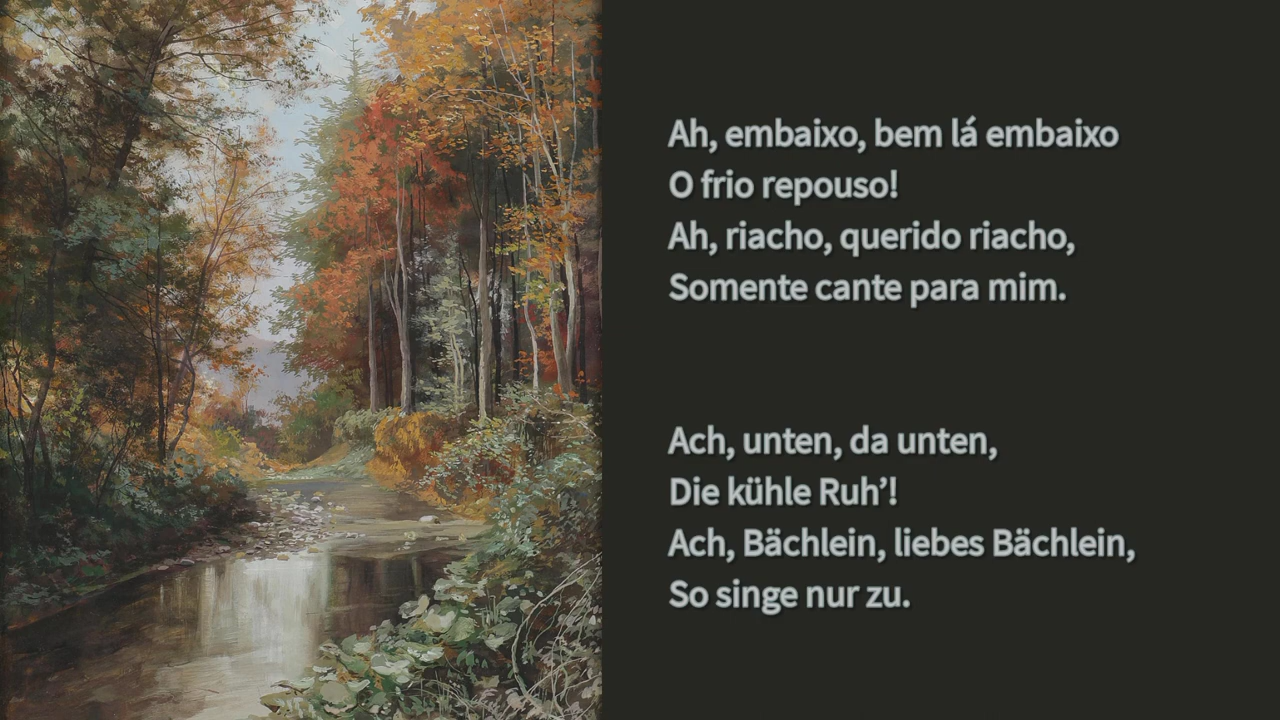 Ah, embaixo, bem lá embaixo
O frio repouso!
Ah, riacho, querido riacho,
Somente cante para mim.
Ach, unten, da unten,
Die kühle Ruh’!
Ach, Bächlein, liebes Bächlein,
So singe nur zu.